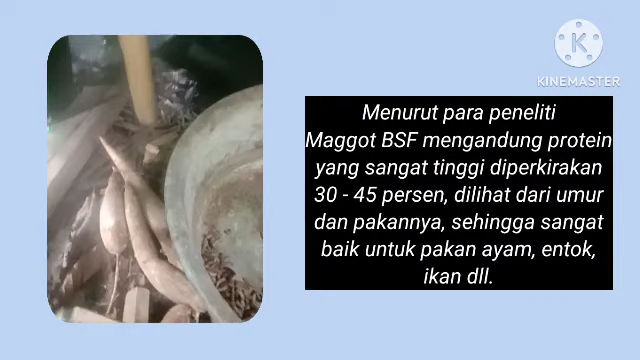 KINEMASTER
Menurut para peneliti
Maggot BSF mengandung protein
yang sangat tinggi diperkirakan
30 - 45 persen, dilihat dari umur
dan pakannya, sehingga sangat
baik untuk pakan ayam, entok,
ikan dll.